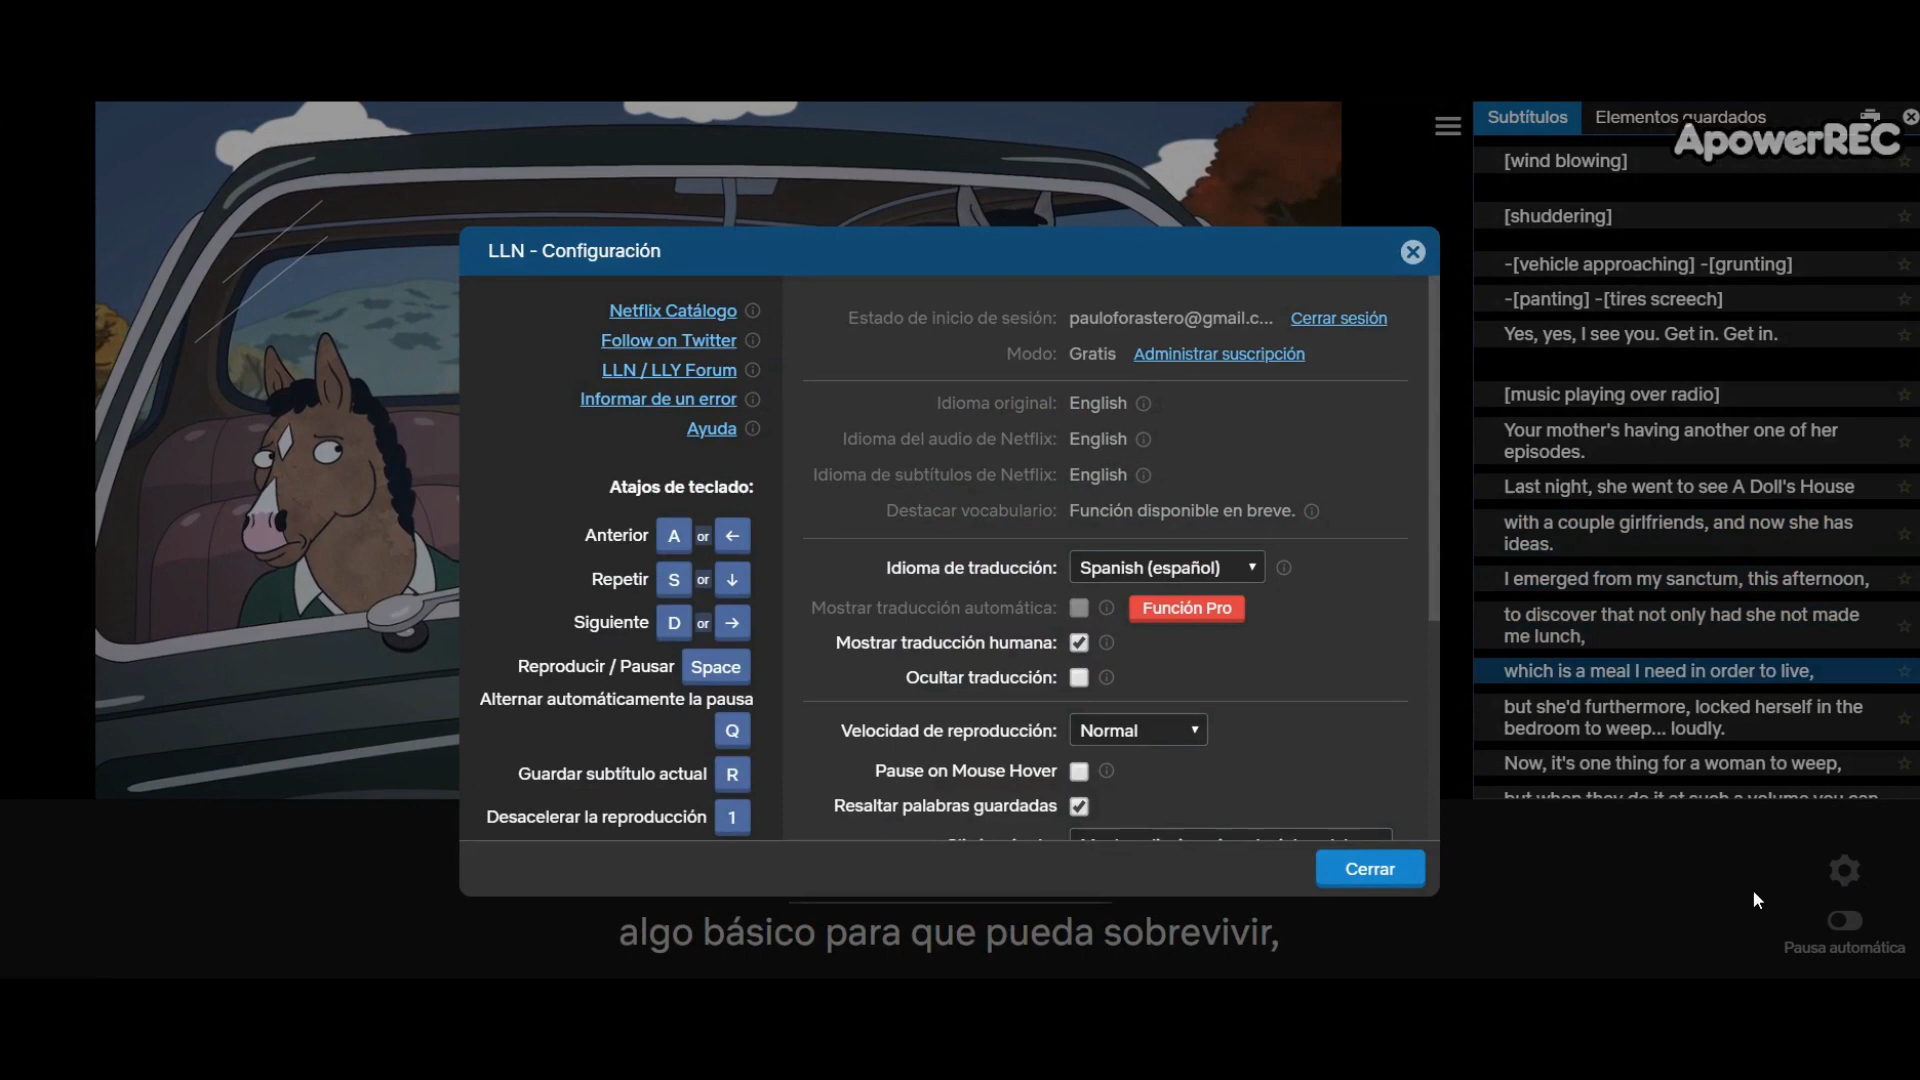 Subtítulos
Elementos guardados
ApowerREC
[wind blowing]
[shuddering]
-[vehicle approaching] -[grunting]
-[panting] -[tires screech]
Yes, yes, I see you. Get in. Get in.
[music playing over radio]
Your mother's having another one of her
episodes.
Last night, she went to see A Doll's House
with a couple girlfriends, and now she has
ideas.
I emerged from my sanctum, this afternoon,
to discover that not only had she not made
me lunch,
which is a meal I need in order to live,
but she'd furthermore, locked herself in the
bedroom to weep... loudly.
Now, it's one thing for a woman to weep,
but when they do it at such a volume you can
LLN - Configuración
Netflix Catálogo
Follow on Twitter
LLN / LLY Forum
Informar de un error
Ayuda
Atajos de teclado:
Anterior A or ←
Repetir S or ↓
Siguiente D or →
Reproducir / Pausar Space
Alternar automáticamente la pausa
Q
Guardar subtítulo actual R
Desacelerar la reproducción 1
Estado de inicio de sesión: pauloforastero@gmail.c... Cerrar sesión
Modo: Gratis Administrar suscripción
Idioma original: English
Idioma del audio de Netflix: English
Idioma de subtítulos de Netflix: English
Destacar vocabulario: Función disponible en breve.
Idioma de traducción: Spanish (español)
Mostrar traducción automática: Función Pro
Mostrar traducción humana:
Ocultar traducción:
Velocidad de reproducción: Normal
Pause on Mouse Hover
Resaltar palabras guardadas
Cerrar
algo básico para que pueda sobrevivir,
Pausa automática